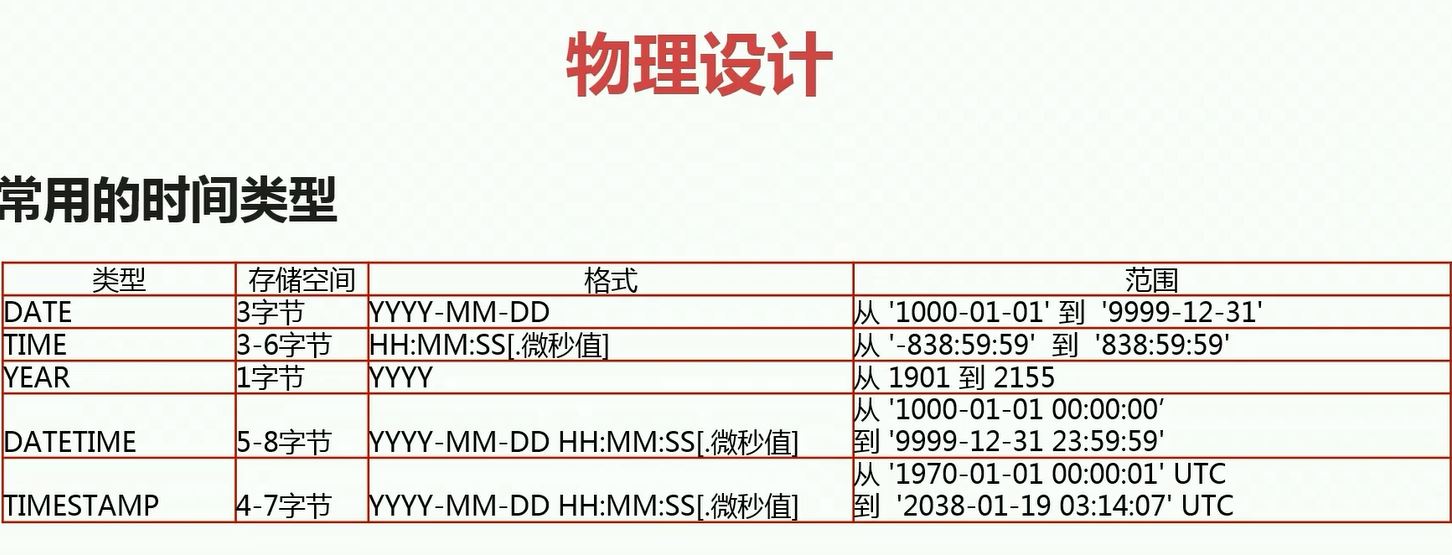 物理设计
常用的时间类型
类型 存储空间 格式 范围
DATE 3字节 YYYY-MM-DD 从 '1000-01-01' 到 '9999-12-31'
TIME 3-6字节 HH:MM:SS[.微秒值] 从 '-838:59:59' 到 '838:59:59'
YEAR 1字节 YYYY 从 1901 到 2155
从 '1000-01-01 00:00:00’
DATETIME 5-8字节 YYYY-MM-DD HH:MM:SS[.微秒值] 到 '9999-12-31 23:59:59'
从 '1970-01-01 00:00:01' UTC
TIMESTAMP 4-7字节 YYYY-MM-DD HH:MM:SS[.微秒值] 到 '2038-01-19 03:14:07' UTC